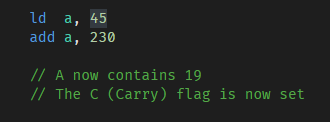 ld  a, 45
add a, 230

// A now contains 19
// The C (Carry) flag is now set